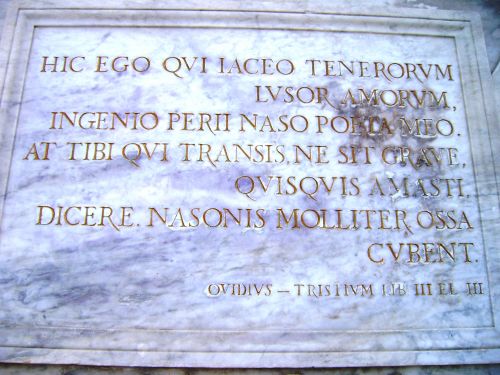 HIC EGO QVI IACEO TENERORVM
LVSOR AMORVM,
INGENIO PERII NASO POETA MEO.
AT TIBI QVI TRANSIS, NE SIT GRAVE,
QVISQVIS AMASTI,
DICERE. NASONIS MOLLITER OSSA
CVBENT.
OVIDIVS — TRISTIVM LIB III EL III